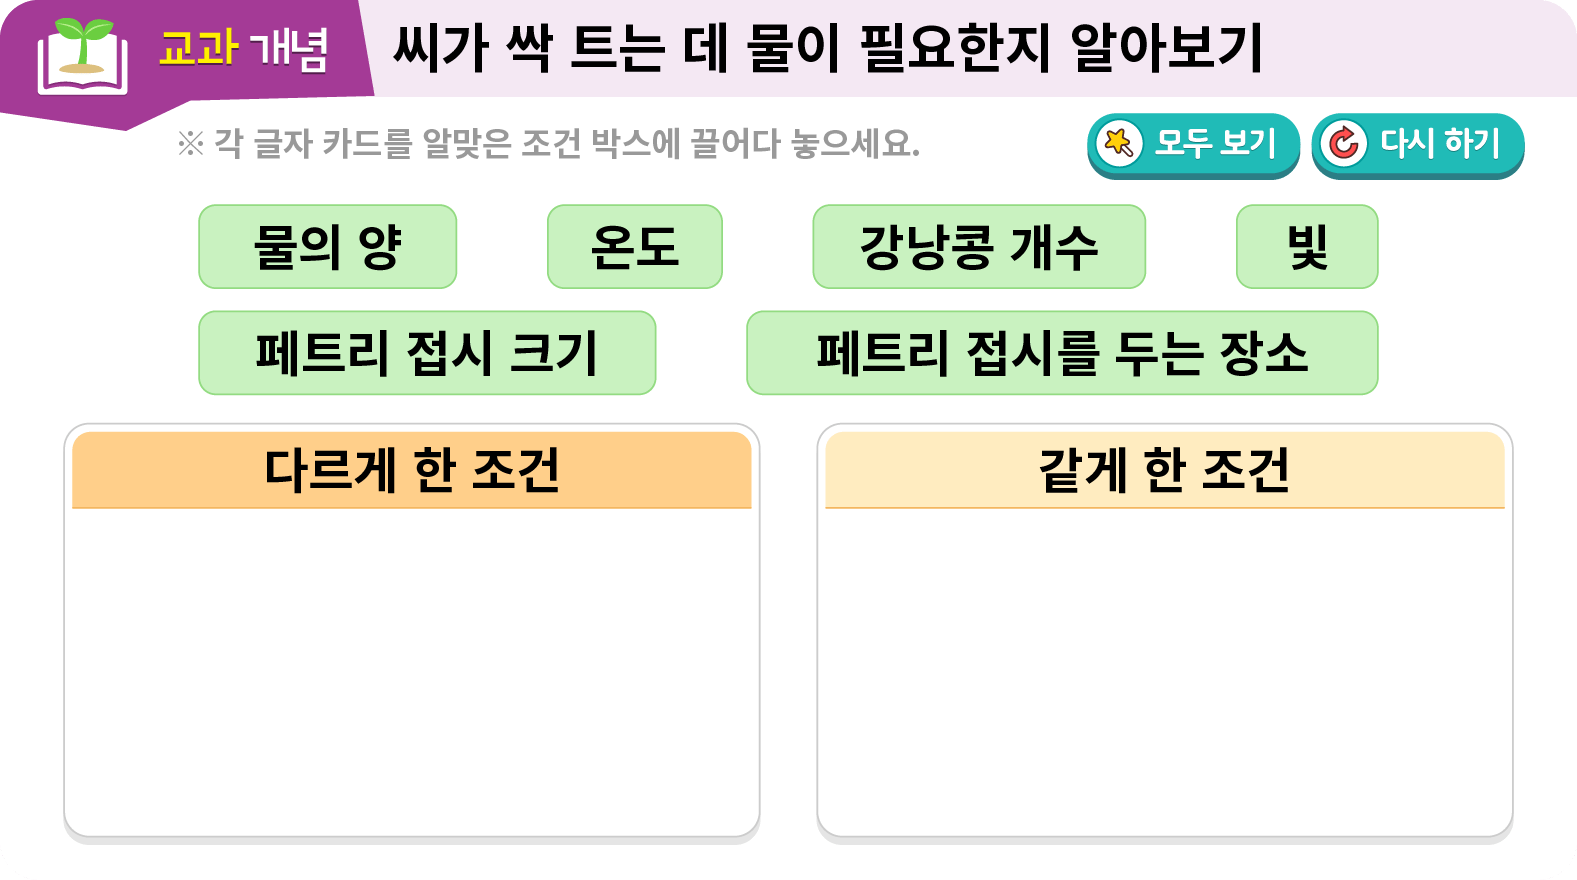 교과 개념 씨가 싹 트는 데 물이 필요한지 알아보기
※ 각 글자 카드를 알맞은 조건 박스에 끌어다 놓으세요. 모두 보기 다시 하기
물의 양 온도 강낭콩 개수 빛
페트리 접시 크기 페트리 접시를 두는 장소
다르게 한 조건 같게 한 조건